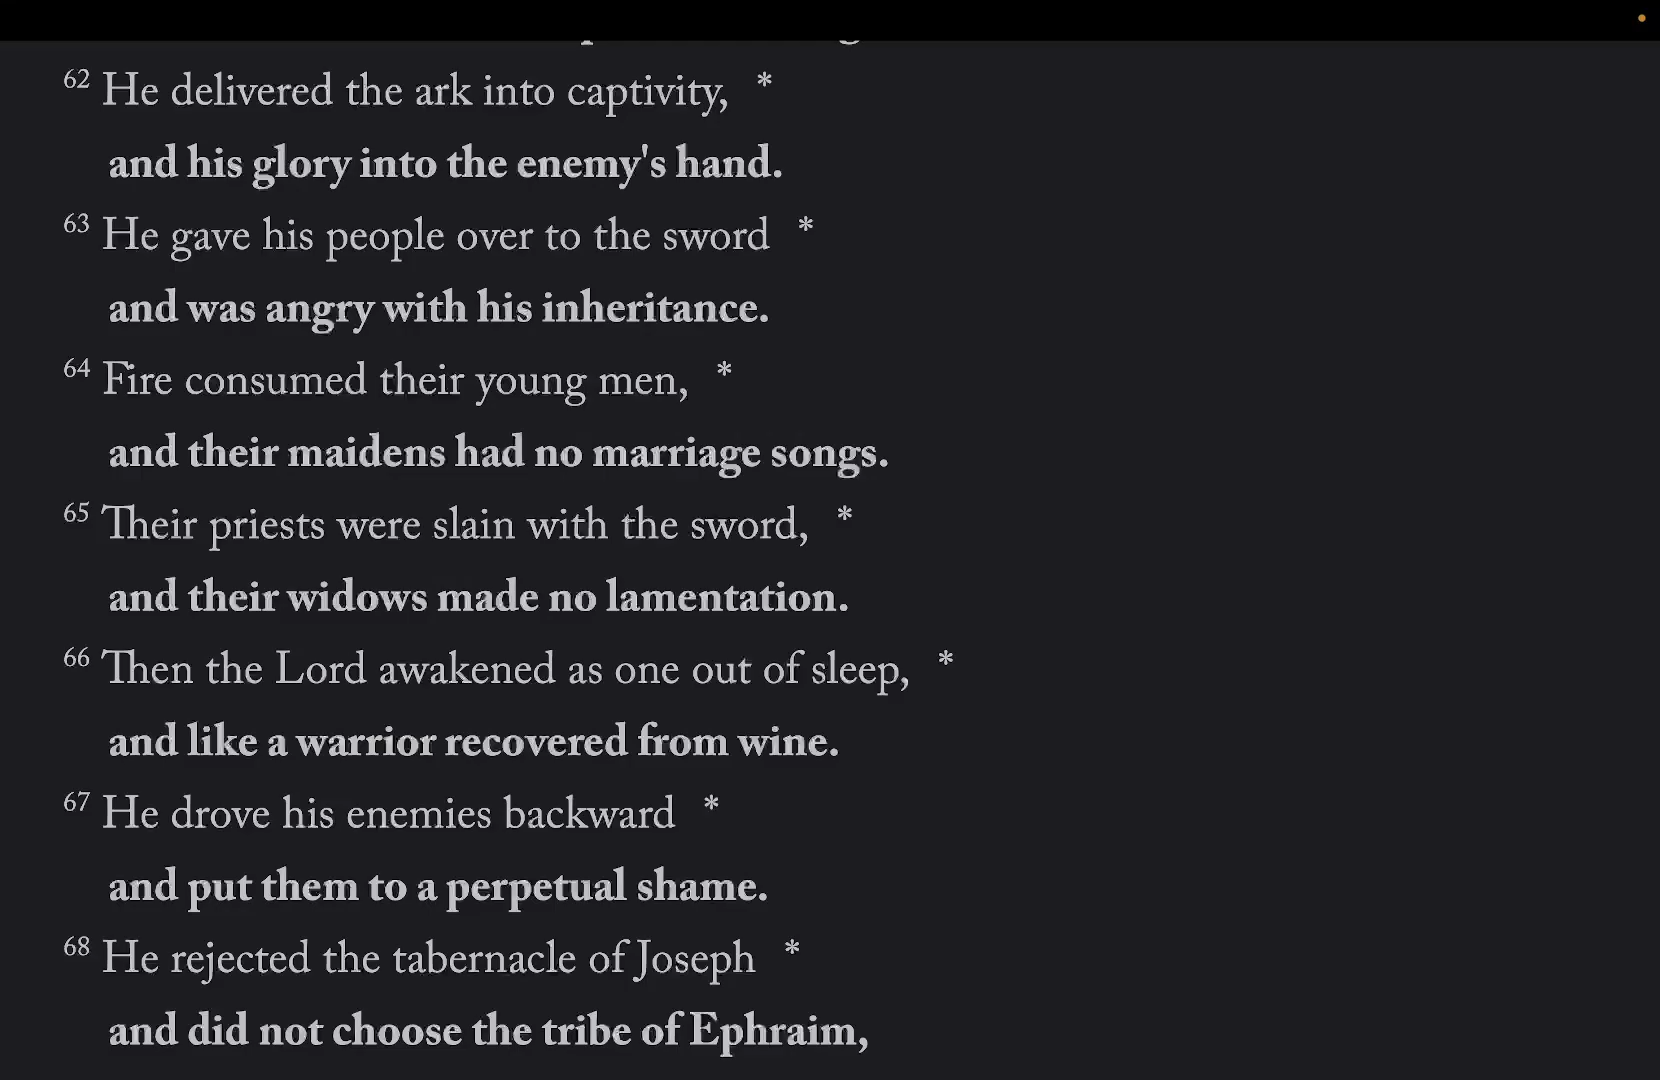 62 He delivered the ark into captivity, *
and his glory into the enemy's hand.
63 He gave his people over to the sword *
and was angry with his inheritance.
64 Fire consumed their young men, *
and their maidens had no marriage songs.
65 Their priests were slain with the sword, *
and their widows made no lamentation.
66 Then the Lord awakened as one out of sleep, *
and like a warrior recovered from wine.
67 He drove his enemies backward *
and put them to a perpetual shame.
68 He rejected the tabernacle of Joseph *
and did not choose the tribe of Ephraim,